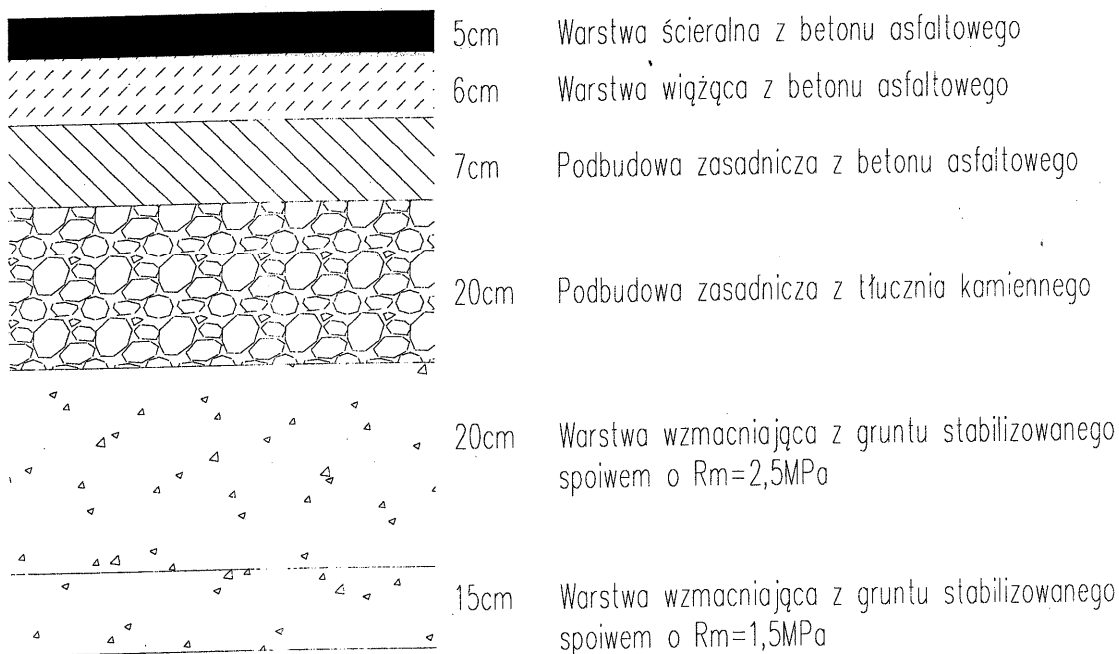 5cm Warstwa ścieralna z betonu asfaltowego
6cm Warstwa wiążąca z betonu asfaltowego
7cm Podbudowa zasadnicza z betonu asfaltowego
20cm Podbudowa zasadnicza z tłucznia kamiennego
20cm Warstwa wzmacniająca z gruntu stabilizowanego
spoiwem o Rm=2,5MPa
15cm Warstwa wzmacniająca z gruntu stabilizowanego
spoiwem o Rm=1,5MPa